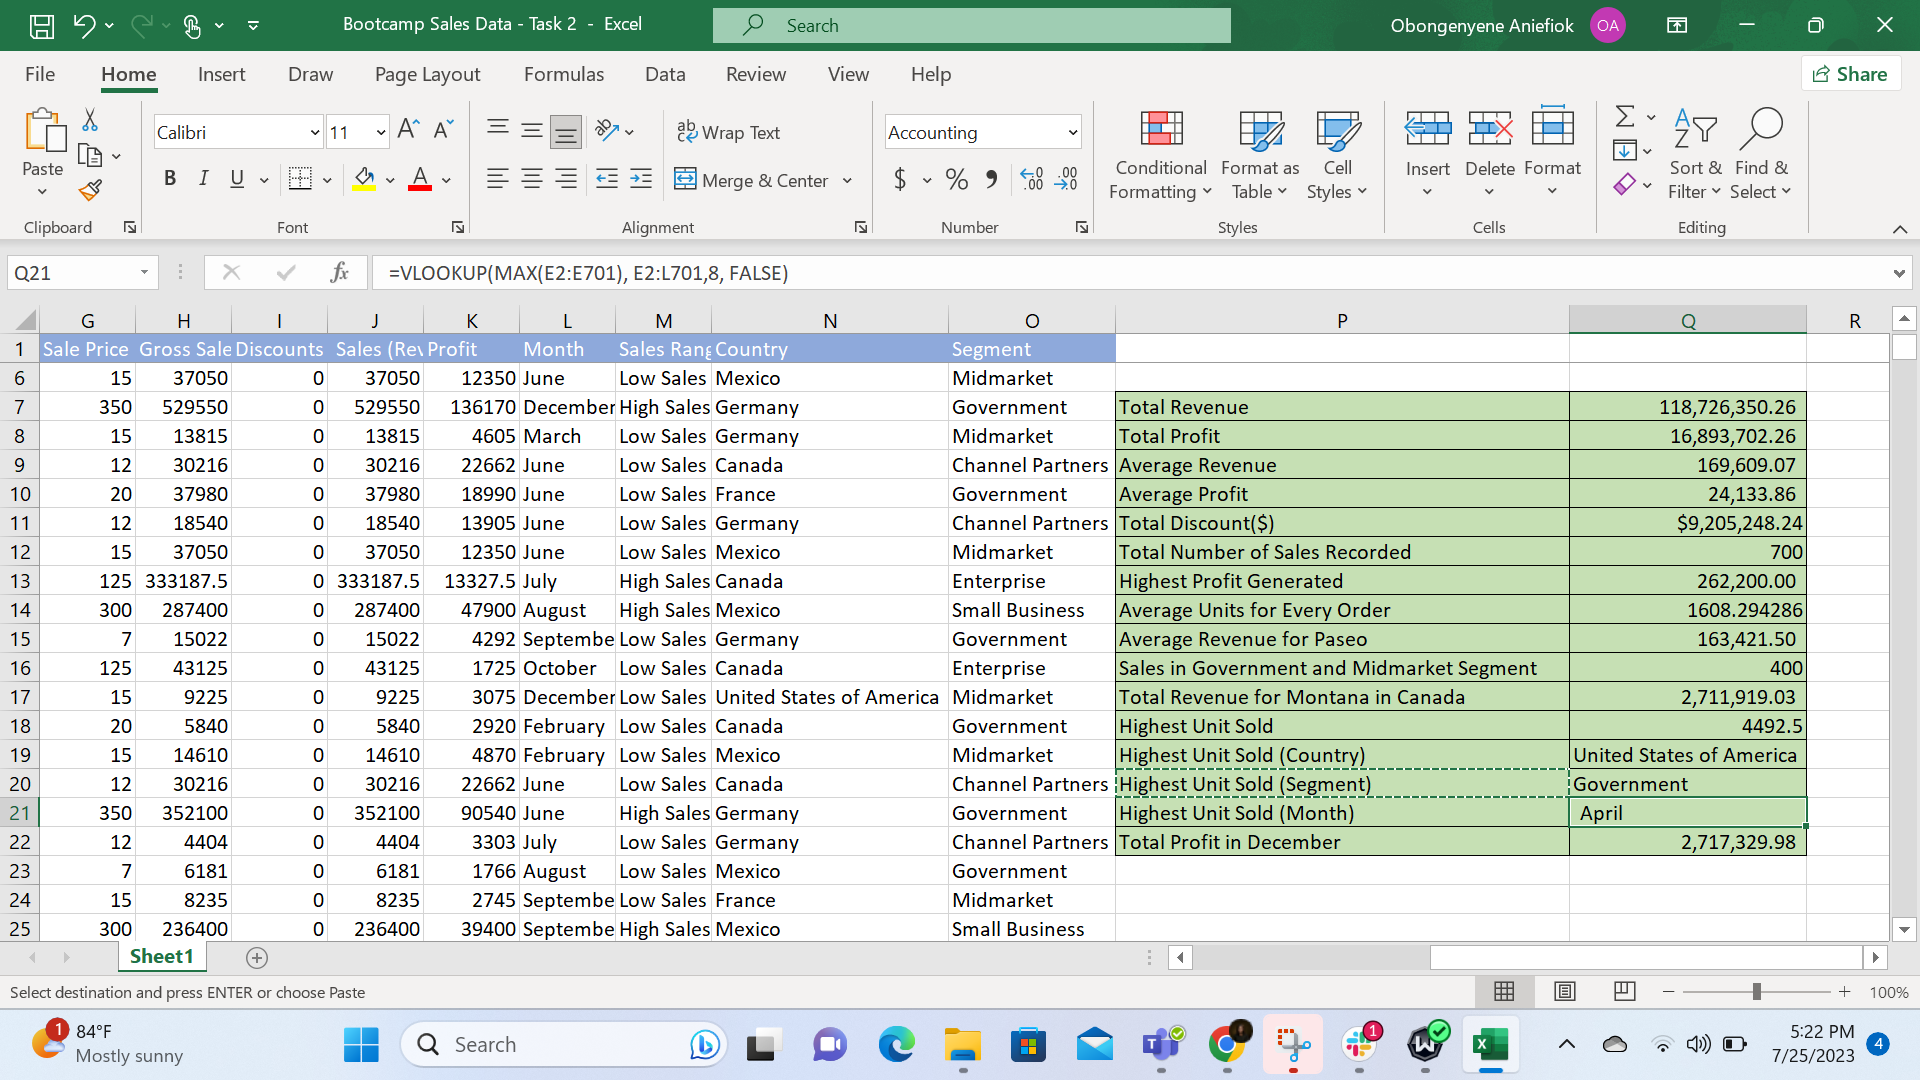 Bootcamp Sales Data - Task 2 - Excel
Search
Obongenyene Aniefiok
OA
File Home Insert Draw Page Layout Formulas Data Review View Help
Share
Paste
Clipboard
Calibri 11
B I U
Font
Wrap Text
Merge & Center
Alignment
Accounting
$ % 9
Number
Conditional Formatting
Format as Table
Cell Styles
Styles
Insert Delete Format
Cells
Sort & Filter
Find & Select
Editing
Q21
fx
=VLOOKUP(MAX(E2:E701), E2:L701,8, FALSE)
G H I J K L M N O P Q R
1 Sale Price Gross Sale Discounts Sales (Rev Profit Month Sales Rang Country Segment
6 15 37050 0 37050 12350 June Low Sales Mexico Midmarket
7 350 529550 0 529550 136170 December High Sales Germany Government Total Revenue 118,726,350.26
8 15 13815 0 13815 4605 March Low Sales Germany Midmarket Total Profit 16,893,702.26
9 12 30216 0 30216 22662 June Low Sales Canada Channel Partners Average Revenue 169,609.07
10 20 37980 0 37980 18990 June Low Sales France Government Average Profit 24,133.86
11 12 18540 0 18540 13905 June Low Sales Germany Channel Partners Total Discount($) $9,205,248.24
12 15 37050 0 37050 12350 June Low Sales Mexico Midmarket Total Number of Sales Recorded 700
13 125 333187.5 0 333187.5 13327.5 July High Sales Canada Enterprise Highest Profit Generated 262,200.00
14 300 287400 0 287400 47900 August High Sales Mexico Small Business Average Units for Every Order 1608.294286
15 7 15022 0 15022 4292 Septembe Low Sales Germany Government Average Revenue for Paseo 163,421.50
16 125 43125 0 43125 1725 October Low Sales Canada Enterprise Sales in Government and Midmarket Segment 400
17 15 9225 0 9225 3075 December Low Sales United States of America Midmarket Total Revenue for Montana in Canada 2,711,919.03
18 20 5840 0 5840 2920 February Low Sales Canada Government Highest Unit Sold 4492.5
19 15 14610 0 14610 4870 February Low Sales Mexico Midmarket Highest Unit Sold (Country) United States of America
20 12 30216 0 30216 22662 June Low Sales Canada Channel Partners Highest Unit Sold (Segment) Government
21 350 352100 0 352100 90540 June High Sales Germany Government Highest Unit Sold (Month) April
22 12 4404 0 4404 3303 July Low Sales Germany Channel Partners Total Profit in December 2,717,329.98
23 7 6181 0 6181 1766 August Low Sales Mexico Government
24 15 8235 0 8235 2745 Septembe Low Sales France Midmarket
25 300 236400 0 236400 39400 Septembe High Sales Mexico Small Business
Sheet1
Select destination and press ENTER or choose Paste
100%
1
84°F
Mostly sunny
Search
1
5:22 PM
7/25/2023
4